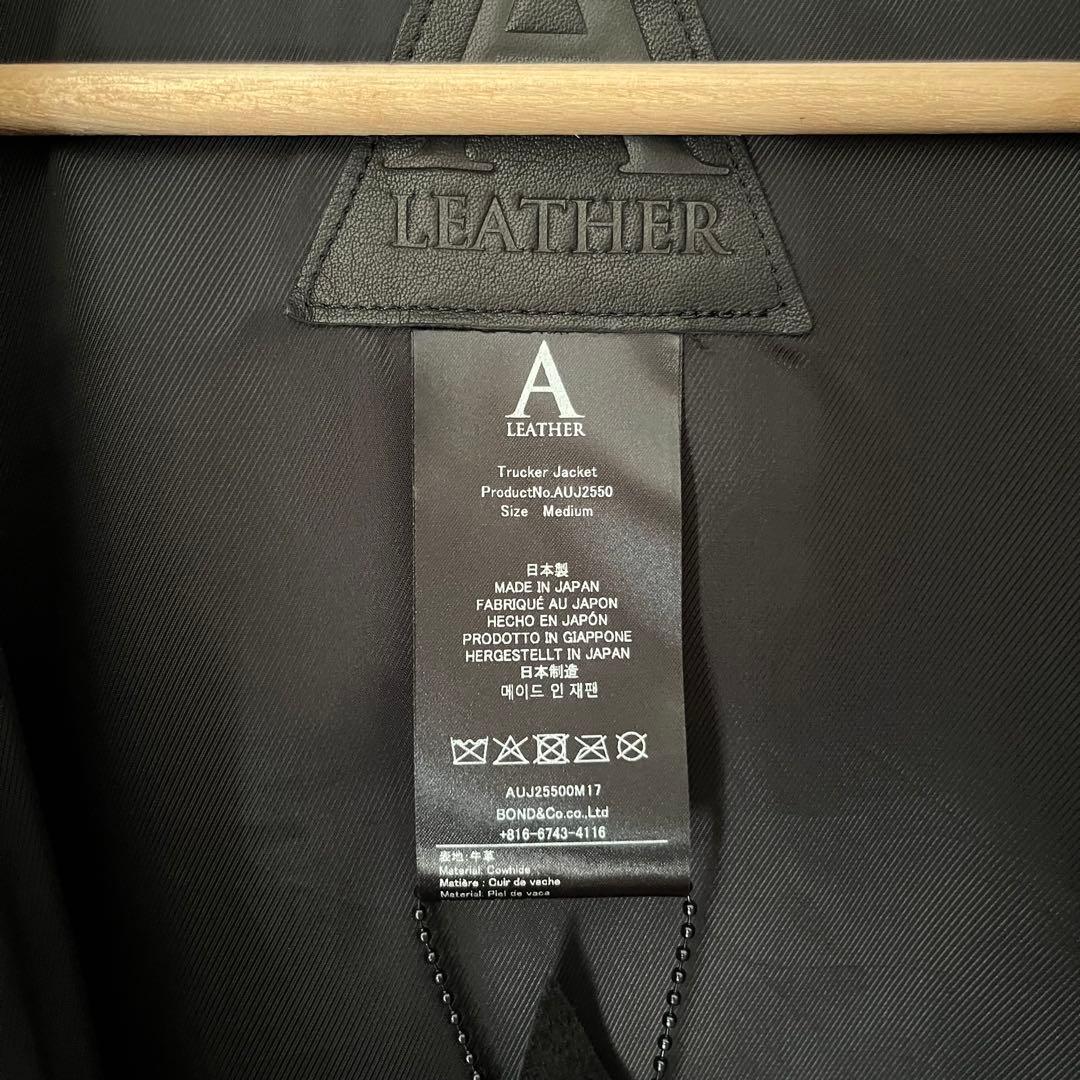 A
LEATHER
A
LEATHER
Trucker Jacket
ProductNo.AUJ2550
Size Medium
日本製
MADE IN JAPAN
FABRIQUÉ AU JAPON
HECHO EN JAPÓN
PRODOTTO IN GIAPPONE
HERGESTELLT IN JAPAN
日本制造
메이드 인 재팬
AUJ25500M17
BOND&Co.co.,Ltd
+816-6743-4116
表地:牛革
Material: Cowhide
Matière : Cuir de vache
Material: Piel de vaca